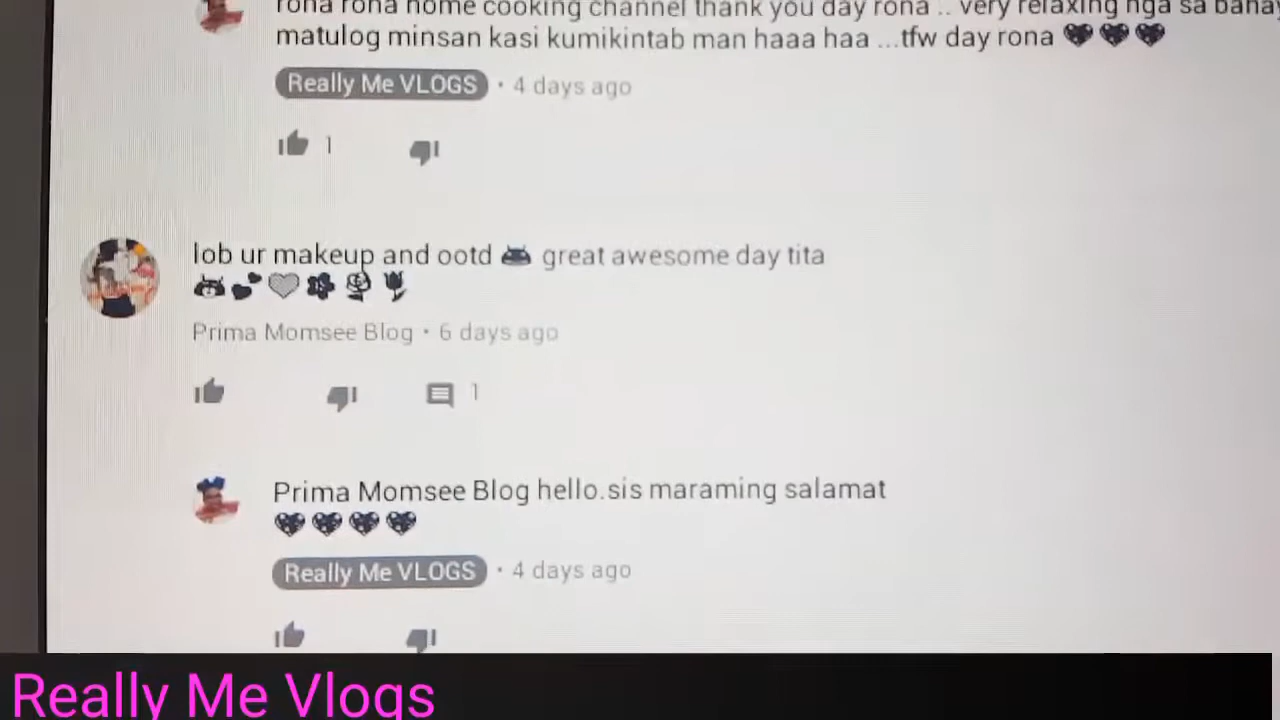 rona rona home cooking channel thank you day rona .. very relaxing nga sa bahay
matulog minsan kasi kumikintab man haaa haa ...tfw day rona
Really Me VLOGS • 4 days ago
1
lob ur makeup and ootd great awesome day tita
Prima Momsee Blog • 6 days ago
1
Prima Momsee Blog hello.sis maraming salamat
Really Me VLOGS • 4 days ago
Really Me Vlogs